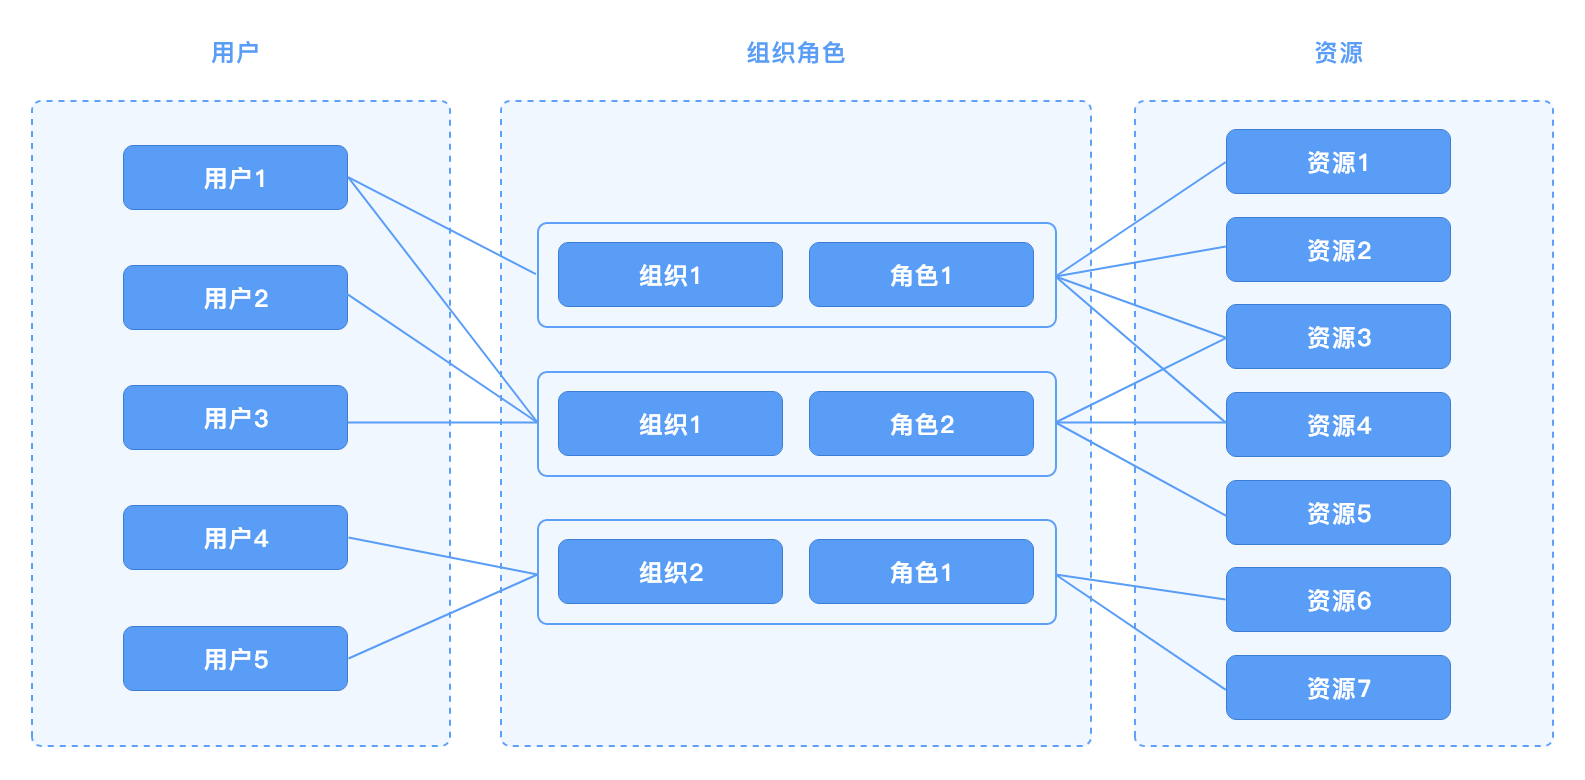 用户
组织角色
资源
用户1
用户2
用户3
用户4
用户5
组织1
角色1
组织1
角色2
组织2
角色1
资源1
资源2
资源3
资源4
资源5
资源6
资源7